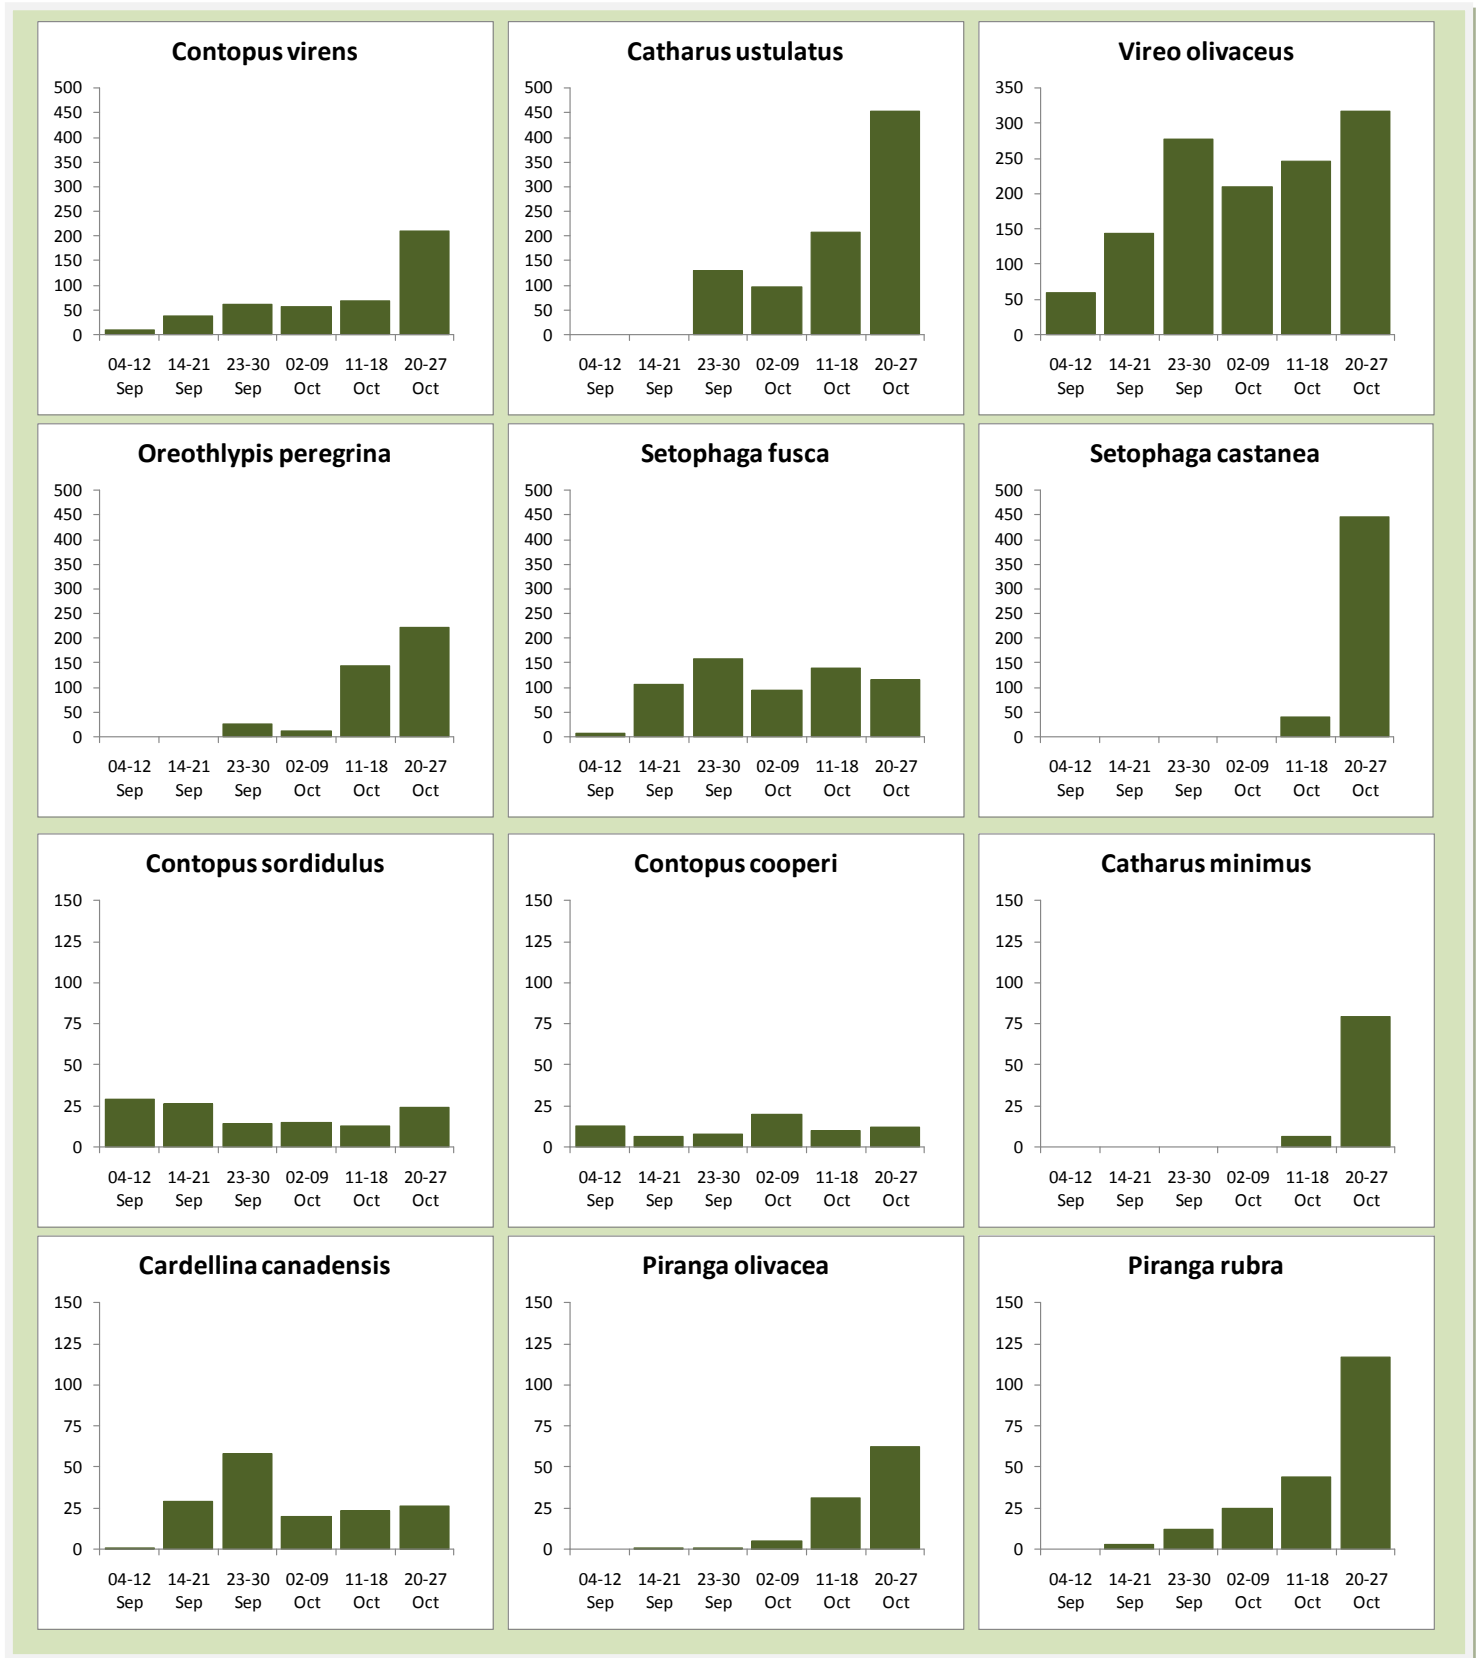 Contopus virens
500
450
400
350
300
250
200
150
100
50
0
04-12 14-21 23-30 02-09 11-18 20-27
Sep Sep Sep Oct Oct Oct
Catharus ustulatus
500
450
400
350
300
250
200
150
100
50
0
04-12 14-21 23-30 02-09 11-18 20-27
Sep Sep Sep Oct Oct Oct
Vireo olivaceus
350
300
250
200
150
100
50
0
04-12 14-21 23-30 02-09 11-18 20-27
Sep Sep Sep Oct Oct Oct
Oreothlypis peregrina
500
450
400
350
300
250
200
150
100
50
0
04-12 14-21 23-30 02-09 11-18 20-27
Sep Sep Sep Oct Oct Oct
Setophaga fusca
500
450
400
350
300
250
200
150
100
50
0
04-12 14-21 23-30 02-09 11-18 20-27
Sep Sep Sep Oct Oct Oct
Setophaga castanea
500
450
400
350
300
250
200
150
100
50
0
04-12 14-21 23-30 02-09 11-18 20-27
Sep Sep Sep Oct Oct Oct
Contopus sordidulus
150
125
100
75
50
25
0
04-12 14-21 23-30 02-09 11-18 20-27
Sep Sep Sep Oct Oct Oct
Contopus cooperi
150
125
100
75
50
25
0
04-12 14-21 23-30 02-09 11-18 20-27
Sep Sep Sep Oct Oct Oct
Catharus minimus
150
125
100
75
50
25
0
04-12 14-21 23-30 02-09 11-18 20-27
Sep Sep Sep Oct Oct Oct
Cardellina canadensis
150
125
100
75
50
25
0
04-12 14-21 23-30 02-09 11-18 20-27
Sep Sep Sep Oct Oct Oct
Piranga olivacea
150
125
100
75
50
25
0
04-12 14-21 23-30 02-09 11-18 20-27
Sep Sep Sep Oct Oct Oct
Piranga rubra
150
125
100
75
50
25
0
04-12 14-21 23-30 02-09 11-18 20-27
Sep Sep Sep Oct Oct Oct